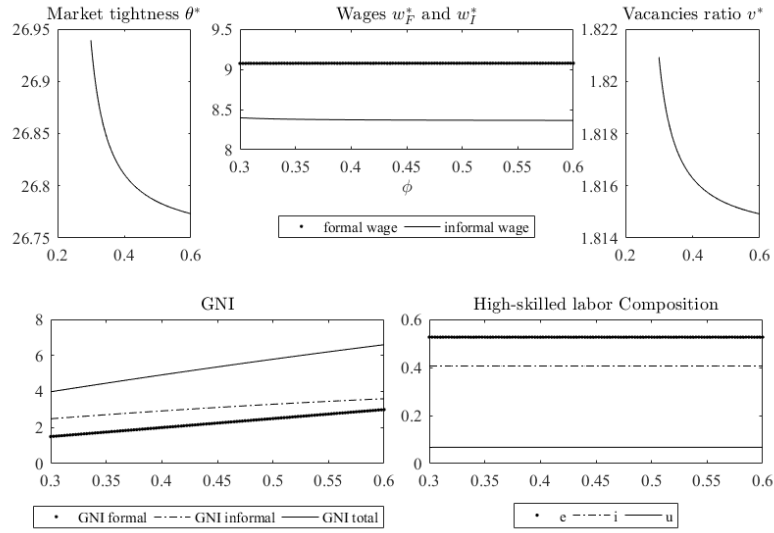 Market tightness θ*
26.95
26.9
26.85
26.8
26.75
0.2 0.4 0.6
Wages w*F and w*I
9.5
9
8.5
8
0.3 0.35 0.4 0.45 0.5 0.55 0.6
ϕ
formal wage informal wage
Vacancies ratio v*
1.822
1.82
1.818
1.816
1.814
0.2 0.4 0.6
GNI
8
6
4
2
0
0.3 0.35 0.4 0.45 0.5 0.55 0.6
GNI formal GNI informal GNI total
High-skilled labor Composition
0.6
0.4
0.2
0
0.3 0.35 0.4 0.45 0.5 0.55 0.6
e i u